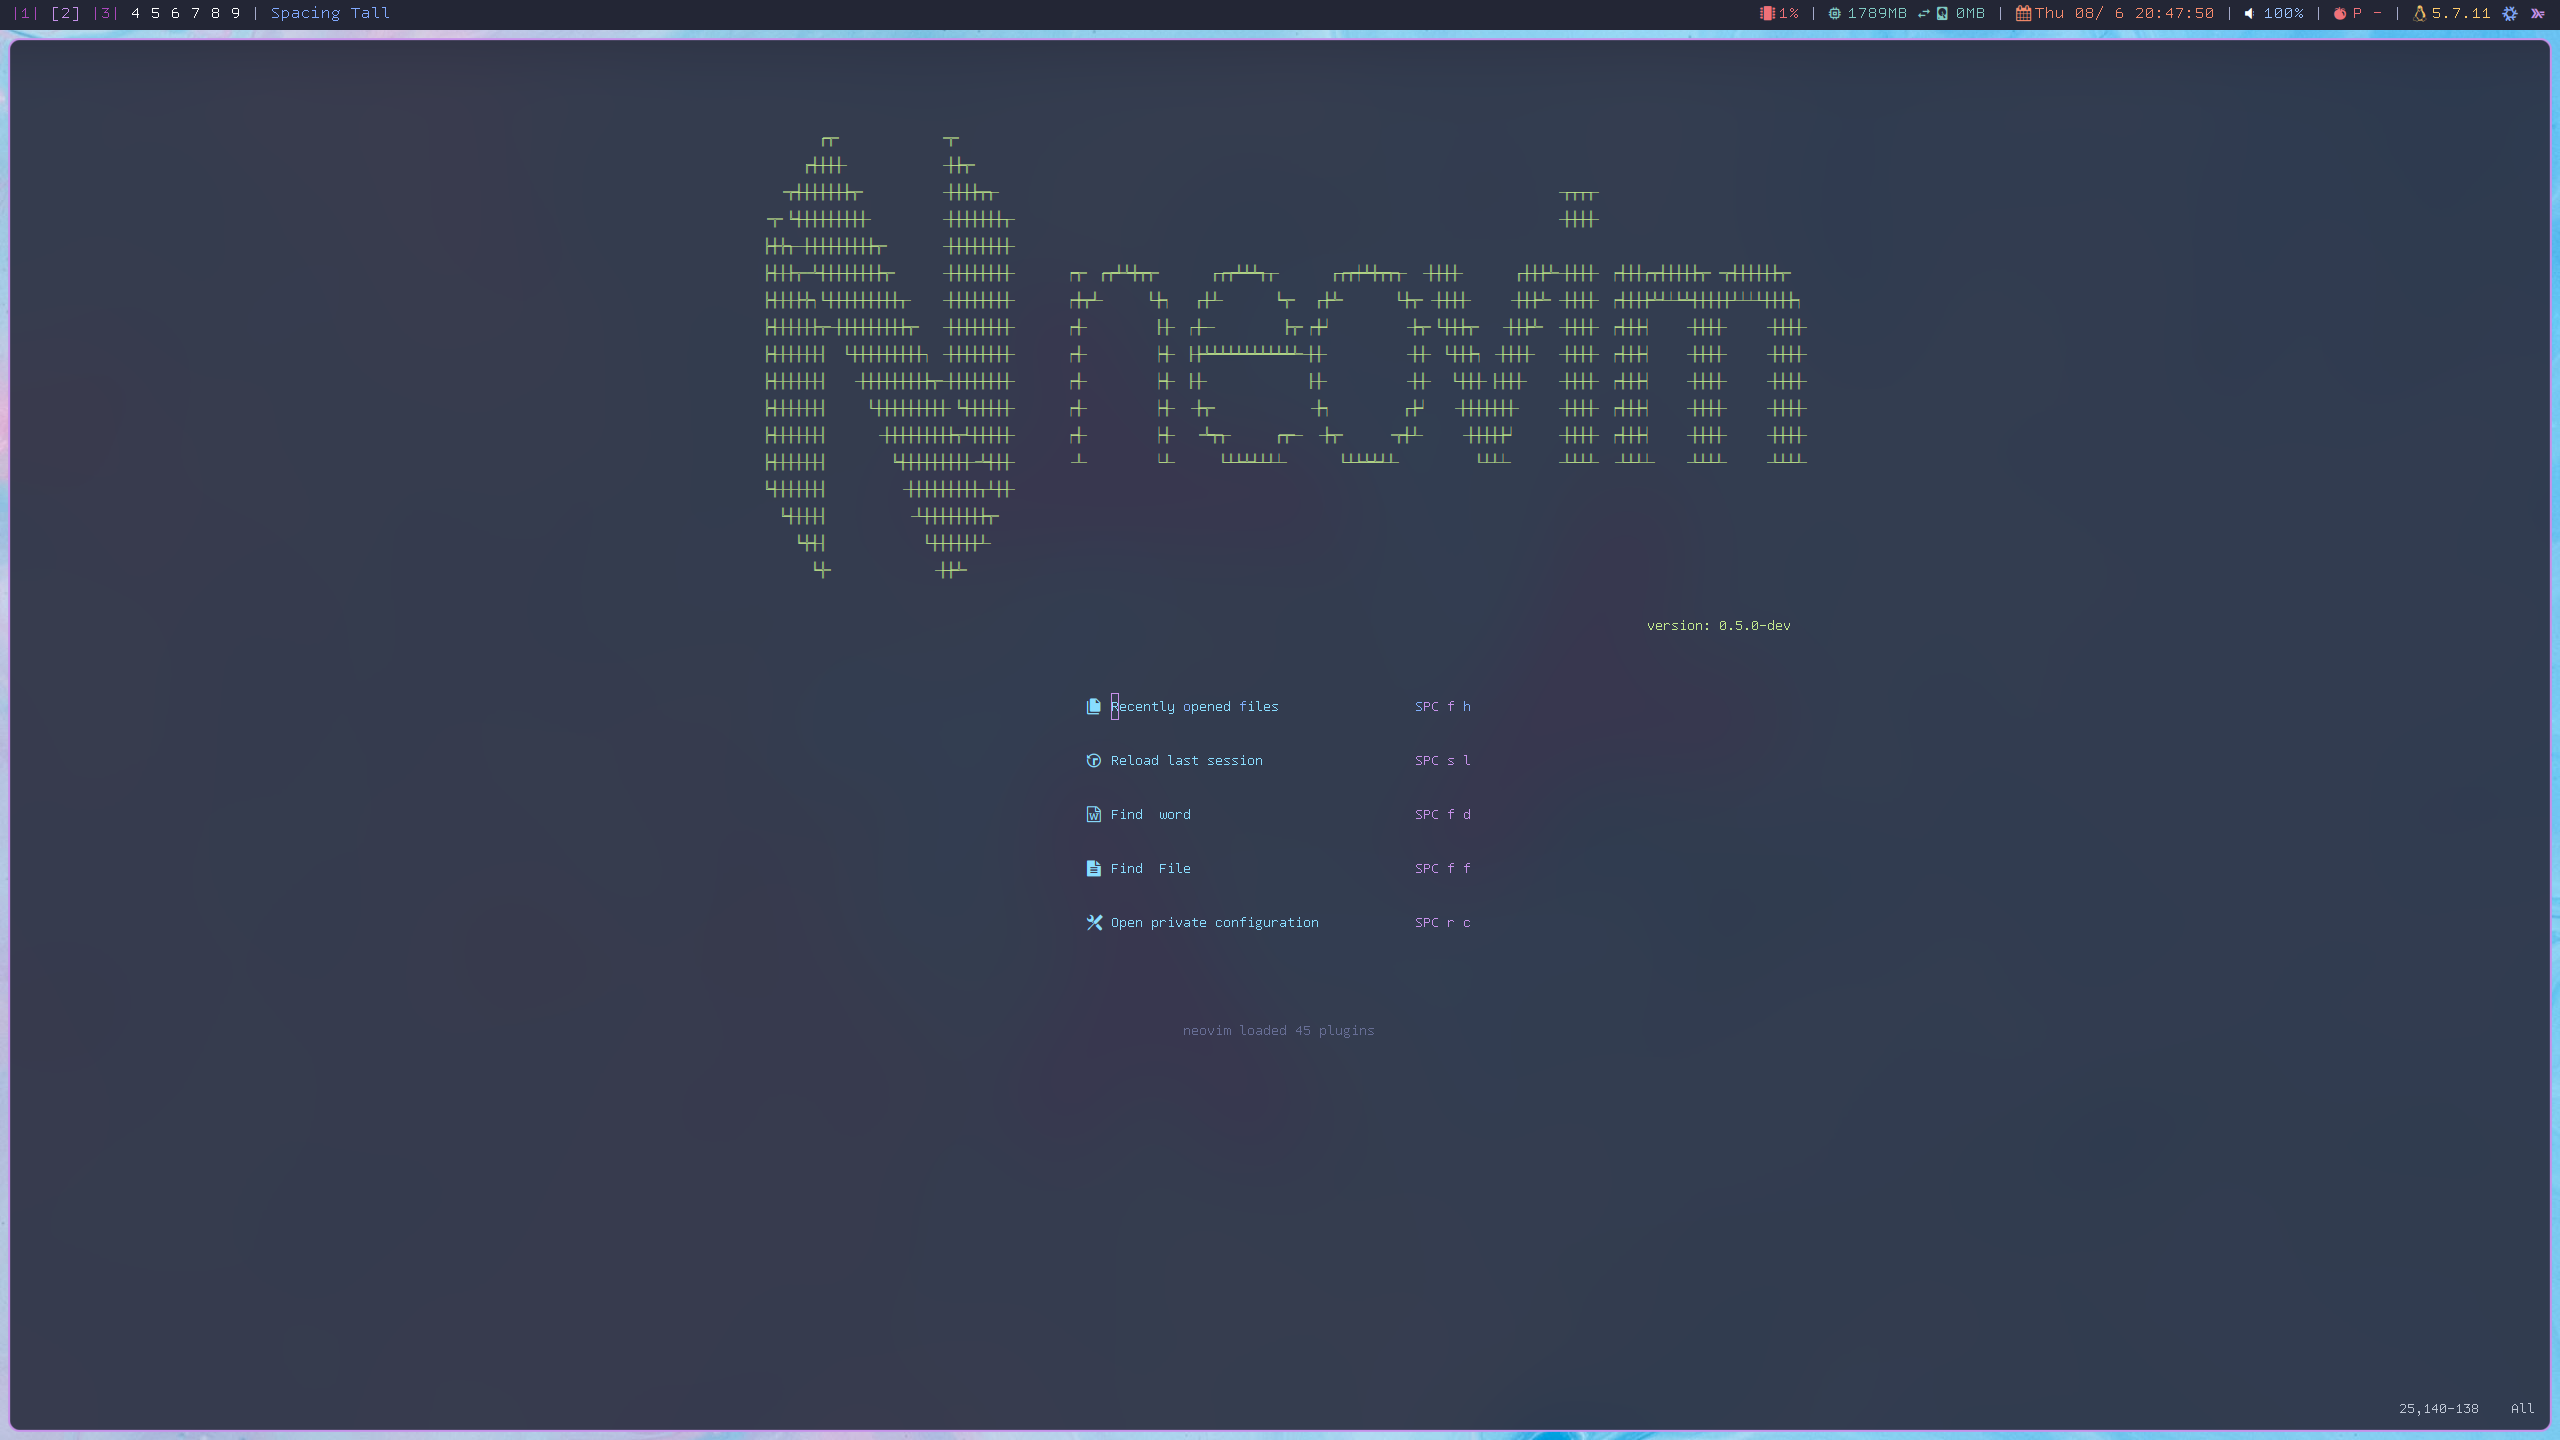 |1| [2] |3| 4 5 6 7 8 9 | Spacing Tall
1% | 1789MB ⇄ 0MB | Thu 08/ 6 20:47:50 | 100% | P - | 5.7.11
neovim
version: 0.5.0-dev
Recently opened files SPC f h
Reload last session SPC s l
Find  word SPC f d
Find  File SPC f f
Open private configuration SPC r c
neovim loaded 45 plugins
25,140-138 All